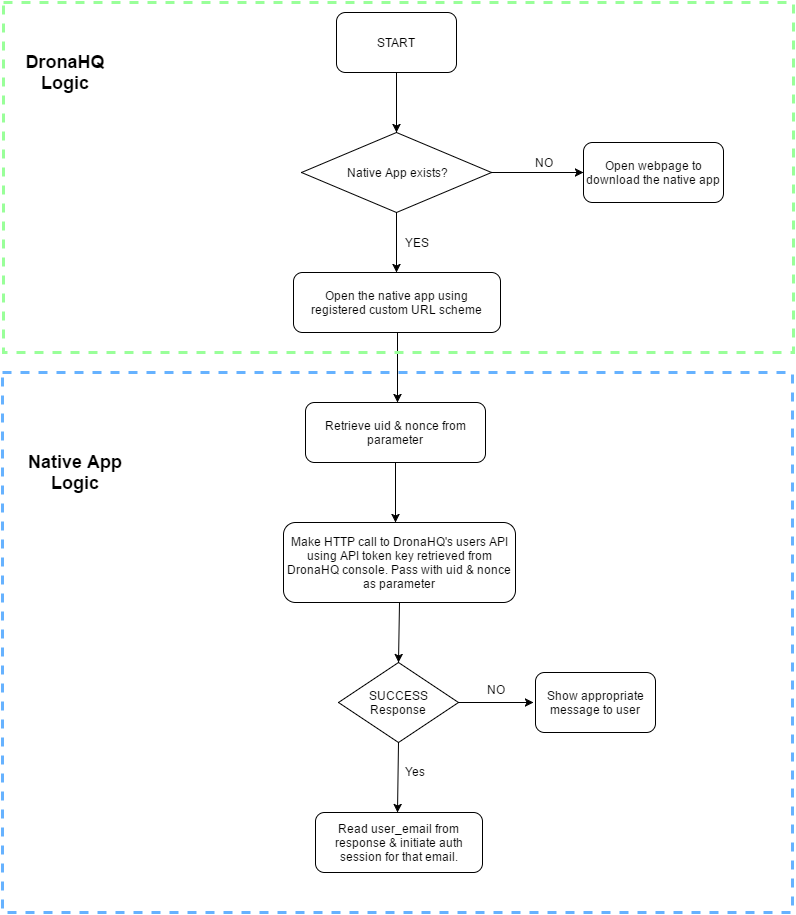 DronaHQ
Logic
START
Native App exists?
NO
Open webpage to
download the native app
YES
Open the native app using
registered custom URL scheme
Native App
Logic
Retrieve uid & nonce from
parameter
Make HTTP call to DronaHQ's users API
using API token key retrieved from
DronaHQ console. Pass with uid & nonce
as parameter
SUCCESS
Response
NO
Show appropriate
message to user
Yes
Read user_email from
response & initiate auth
session for that email.